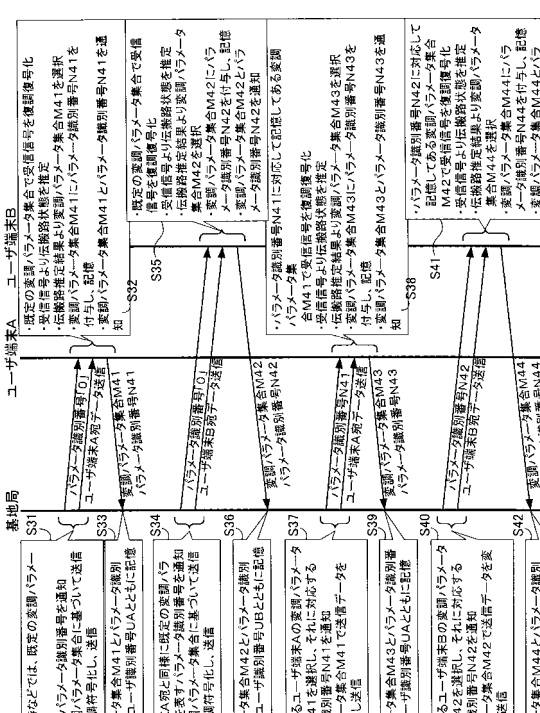 基地局
ユーザ端末A
ユーザ端末B
などでは、既定の変調パラメー
パラメータ識別番号を通知
パラメータ集合に基づいて送信
調符号化し、送信
S31
パラメータ識別番号「0」
ユーザ端末A宛データ送信
・既定の変調パラメータ集合で受信信号を復調復号化
・受信信号より伝搬路状態を推定
・伝搬路推定結果より変調パラメータ集合M41を選択
・変調パラメータ集合M41にパラメータ識別番号N41を
付与し、記憶
・変調パラメータ集合M41とパラメータ識別番号N41を通
知
S32
変調パラメータ集合M41
パラメータ識別番号N41
S33
タ集合M41とパラメータ識別
ユーザ識別番号UAとともに記憶
S34
A宛と同様に既定の変調パラ
を表すパラメータ識別番号を通知
パラメータ集合に基づいて送信
調符号化し、送信
パラメータ識別番号「0」
ユーザ端末B宛データ送信
S35
・既定の変調パラメータ集合で受信
信号を復調復号化
・受信信号より伝搬路状態を推定
・伝搬路推定結果より変調パラメータ
集合M42を選択
・変調パラメータ集合M42にパラ
メータ識別番号N42を付与し、記憶
・変調パラメータ集合M42とパラ
メータ識別番号N42を通知
変調パラメータ集合M42
パラメータ識別番号N42
S36
タ集合M42とパラメータ識別
ユーザ識別番号UBとともに記憶
S37
るユーザ端末Aの変調パラメータ
41を選択し、それに対応する
別番号N41を通知
ータ集合M41で送信データを
し送信
パラメータ識別番号N41
ユーザ端末A宛データ送信
・パラメータ識別番号N41に対応して記憶してある変調
パラメータ集
合M41で受信信号を復調復号化
・受信信号より伝搬路状態を推定
・伝搬路推定結果より変調パラメータ集合M43を選択
・変調パラメータ集合M43にパラメータ識別番号N43を
付与し、記憶
・変調パラメータ集合M43とパラメータ識別番号N43を通
知
S38
変調パラメータ集合M43
パラメータ識別番号N43
S39
タ集合M43とパラメータ識別番
ーザ識別番号UAとともに記憶
S40
るユーザ端末Bの変調パラメータ
42を選択し、それに対応する
識別番号N42を通知
ータ集合M42で送信データを変
送信
パラメータ識別番号N42
ユーザ端末B宛データ送信
S41
・パラメータ識別番号N42に対応して
記憶してある変調パラメータ集合
M42で受信信号を復調復号化
・受信信号より伝搬路状態を推定
・伝搬路推定結果より変調パラメータ
集合M44を選択
・変調パラメータ集合M44にパラ
メータ識別番号N44を付与し、記憶
・変調パラメータ集合M44とパラ
変調パラメータ集合M44
パラメータ識別番号N44
S42
タ集合M44とパラメータ識別